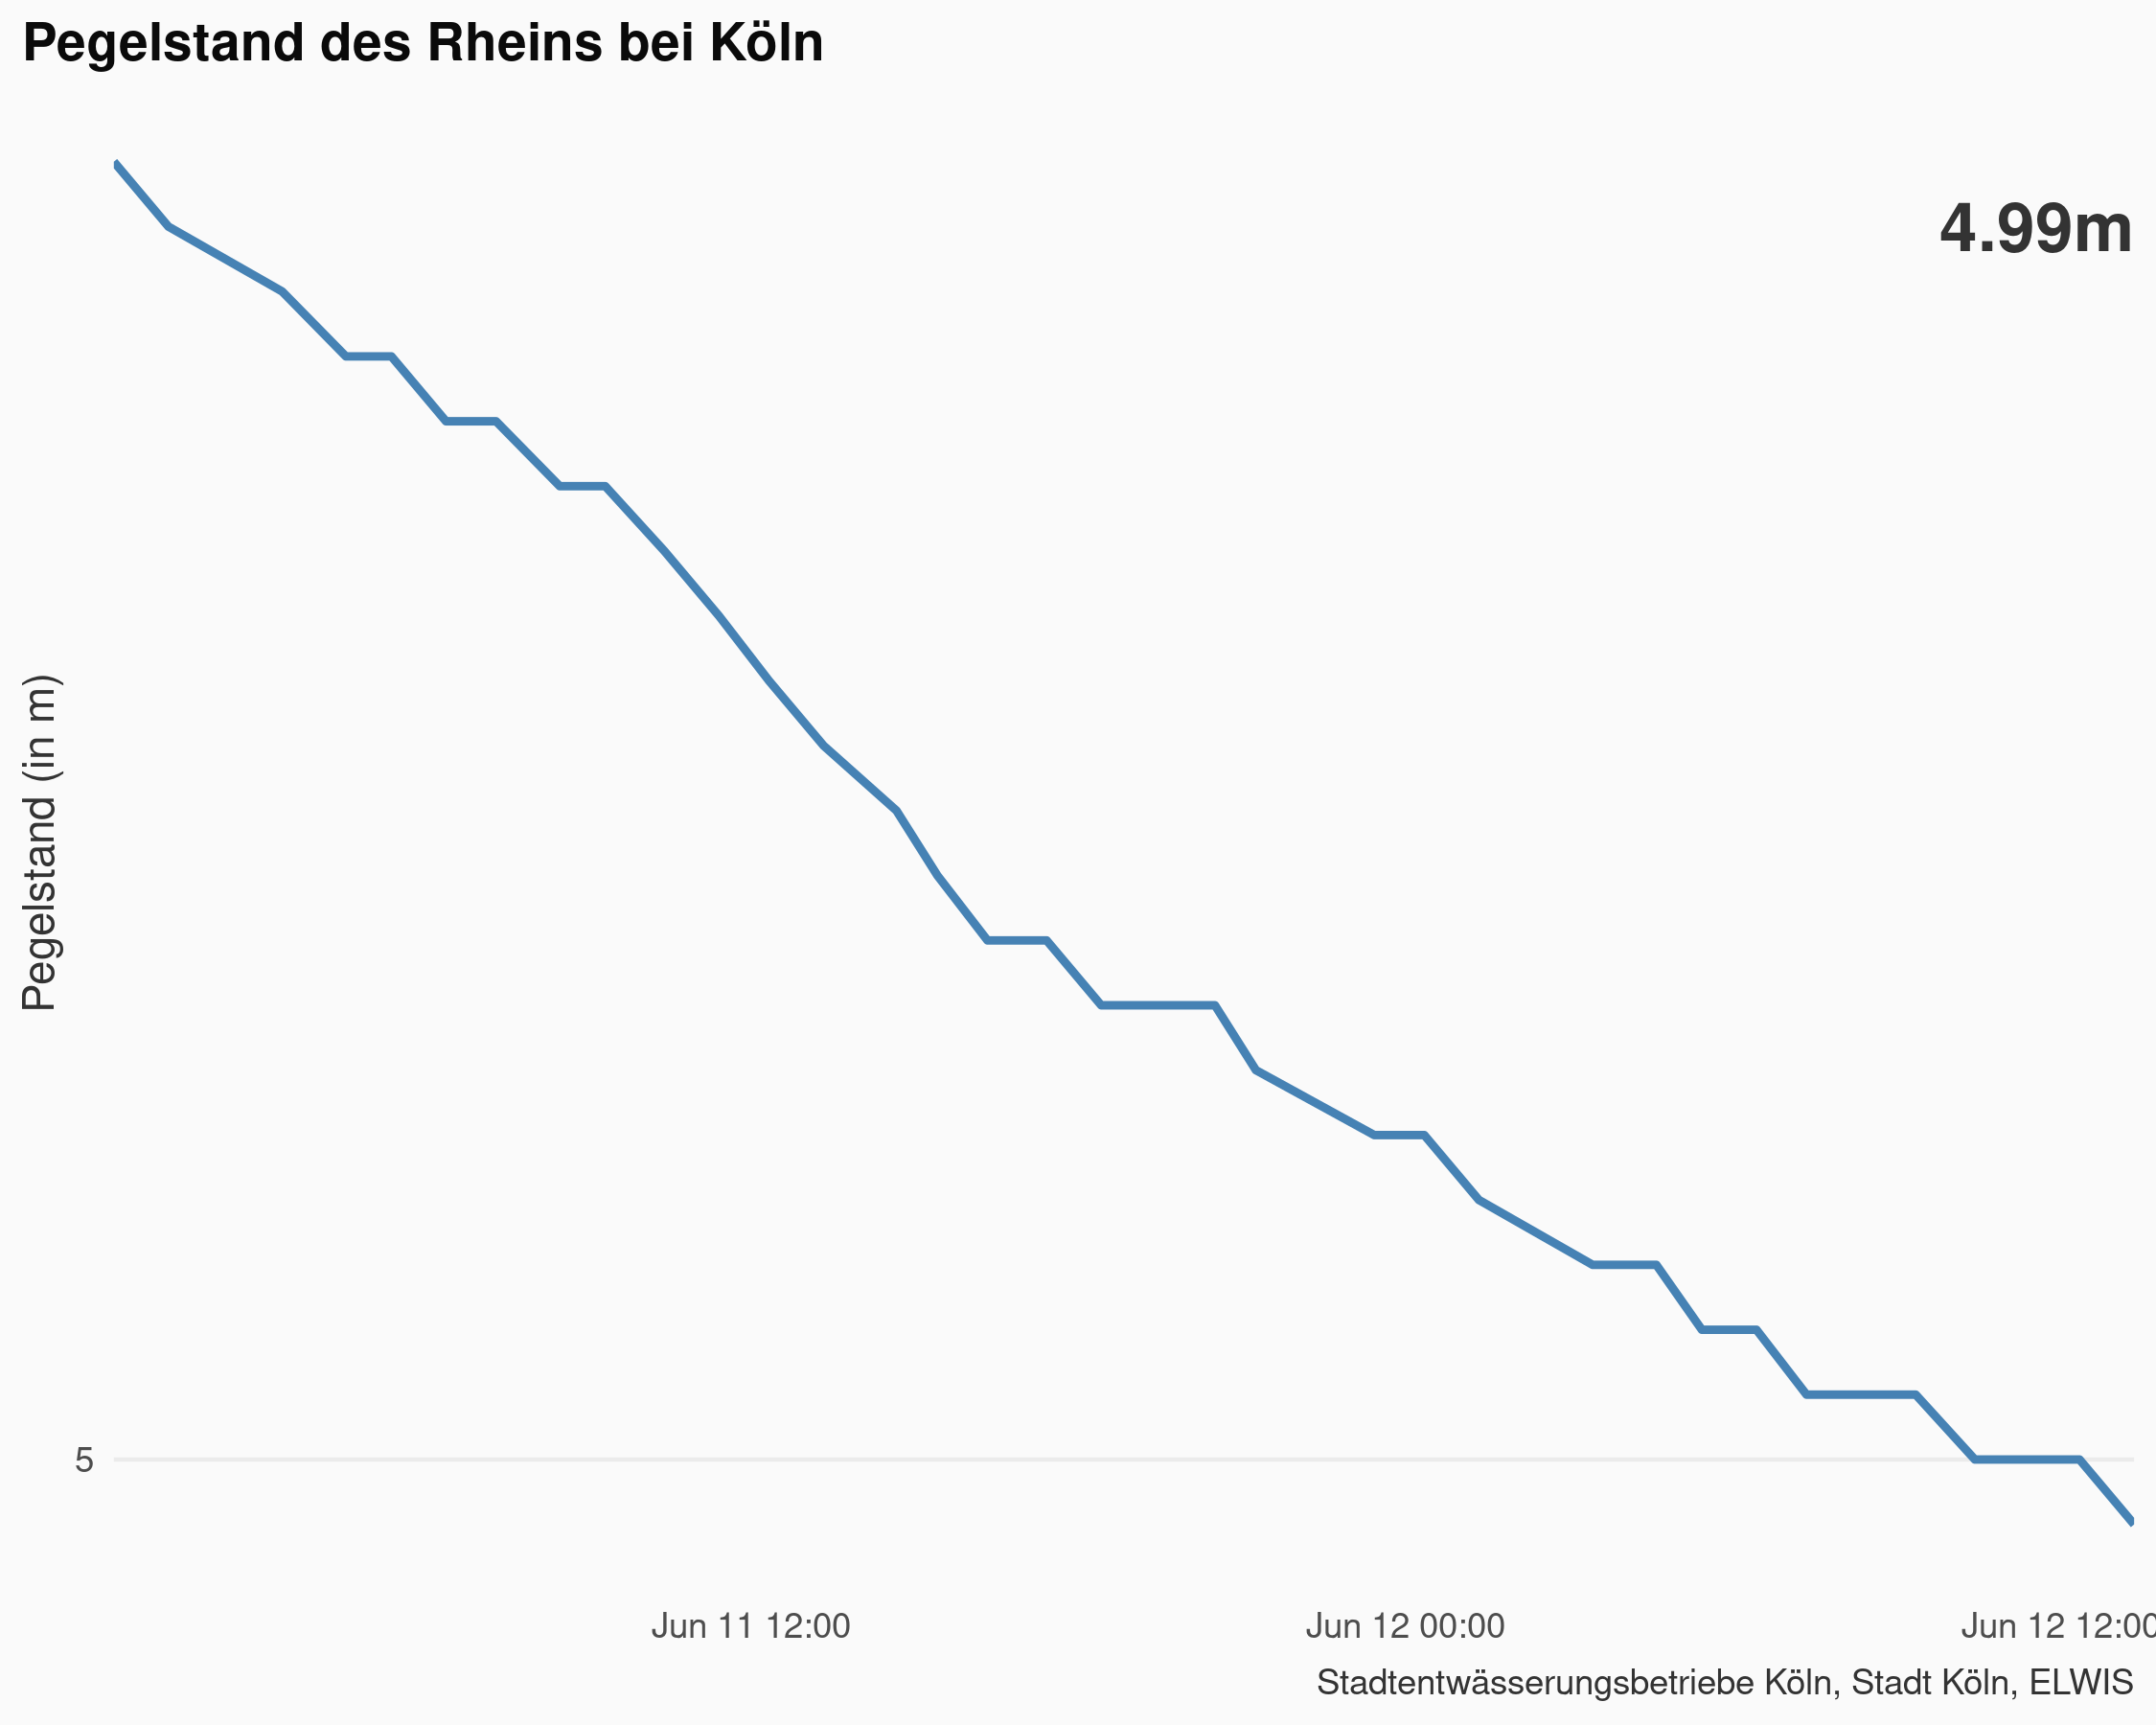 Pegelstand des Rheins bei Köln
4.99m
Pegelstand (in m)
5
Jun 11 12:00
Jun 12 00:00
Jun 12 12:00
Stadtentwässerungsbetriebe Köln, Stadt Köln, ELWIS